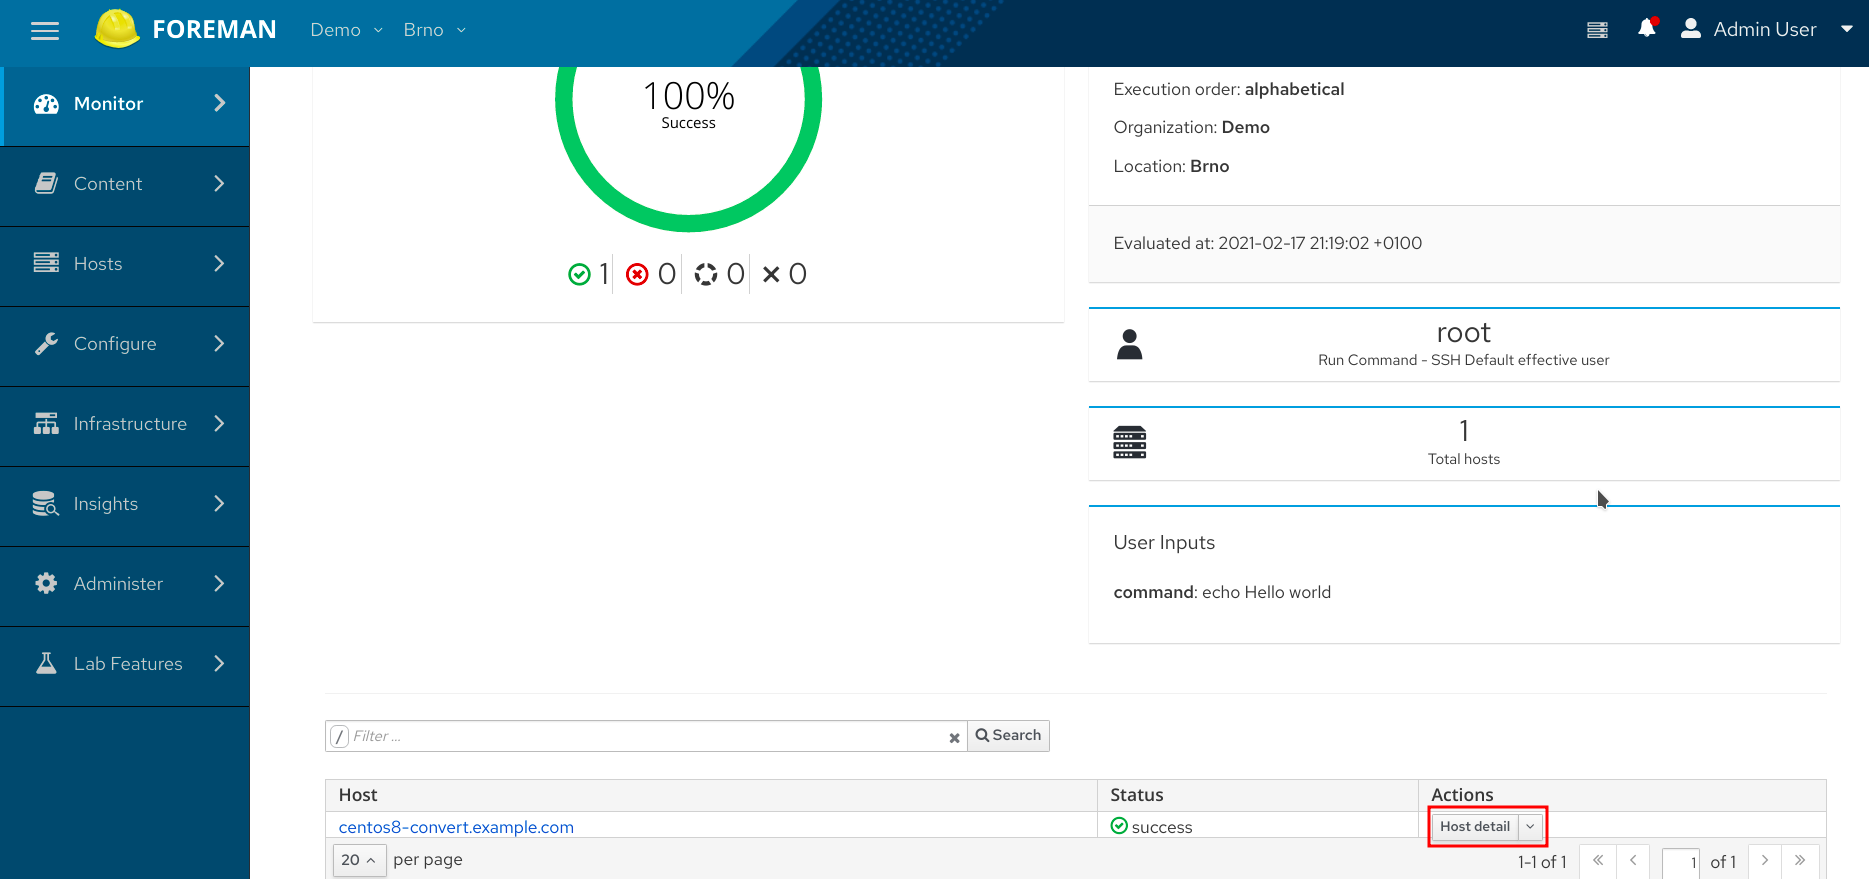 FOREMAN Demo Brno Admin User
Monitor
Content
Hosts
Configure
Infrastructure
Insights
Administer
Lab Features
100%
Success
1 0 0 0
Execution order: alphabetical
Organization: Demo
Location: Brno
Evaluated at: 2021-02-17 21:19:02 +0100
root
Run Command - SSH Default effective user
1
Total hosts
User Inputs
command: echo Hello world
/ Filter ... Search
Host Status Actions
centos8-convert.example.com success Host detail
20 per page 1-1 of 1 1 of 1